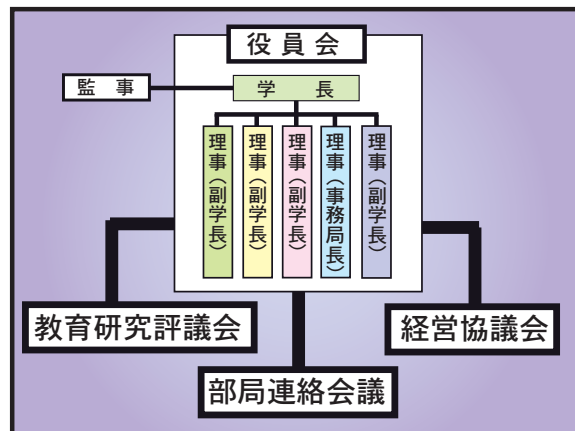 役員会
監事
学長
理事（副学長）
理事（副学長）
理事（副学長）
理事（事務局長）
理事（副学長）
教育研究評議会
経営協議会
部局連絡会議